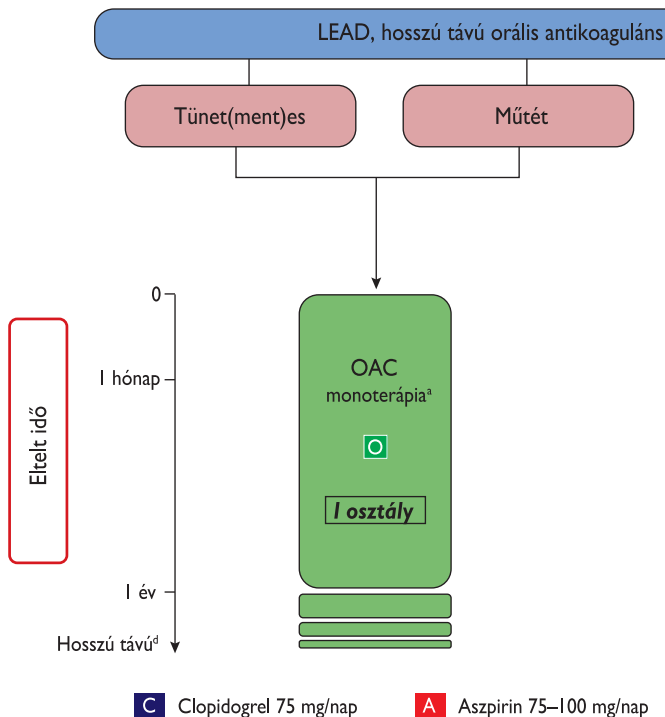 LEAD, hosszú távú orális antikoaguláns
Tünet(ment)es
Műtét
0
1 hónap
1 év
Hosszú távúᵈ
Eltelt idő
OAC
monoterápiaᵃ
O
I osztály
C Clopidogrel 75 mg/nap
A Aszpirin 75–100 mg/nap